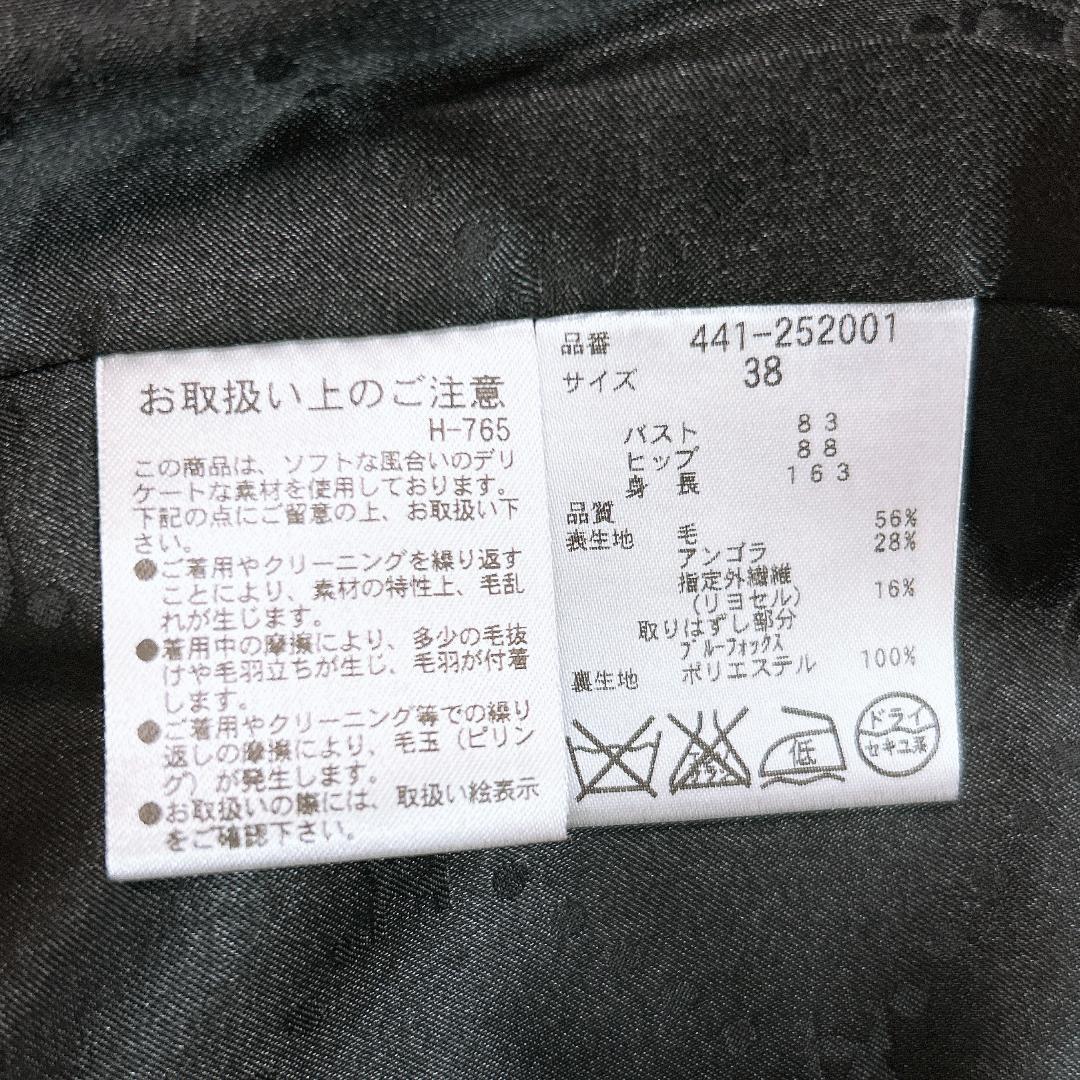 お取扱い上のご注意
H-765
この商品は、ソフトな風合いのデリ
ケートな素材を使用しております。
下記の点にご留意の上、お取扱い下
さい。
●ご着用やクリーニングを繰り返す
ことにより、素材の特性上、毛乱
れが生じます。
●着用中の摩擦により、多少の毛抜
けや毛羽立ちが生じ、毛羽が付着
します。
●ご着用やクリーニング等での繰り
返しの摩擦により、毛玉（ピリン
グ）が発生します。
●お取扱いの際には、取扱い絵表示
をご確認下さい。
品番 441-252001
サイズ 38
バスト 83
ヒップ 88
身長 163
品質
表生地 毛 56%
アンゴラ 28%
指定外繊維
（リヨセル） 16%
取りはずし部分
ブルーフォックス
裏生地 ポリエステル 100%
エンソ
サラシ
低
ドライ
セキユ系